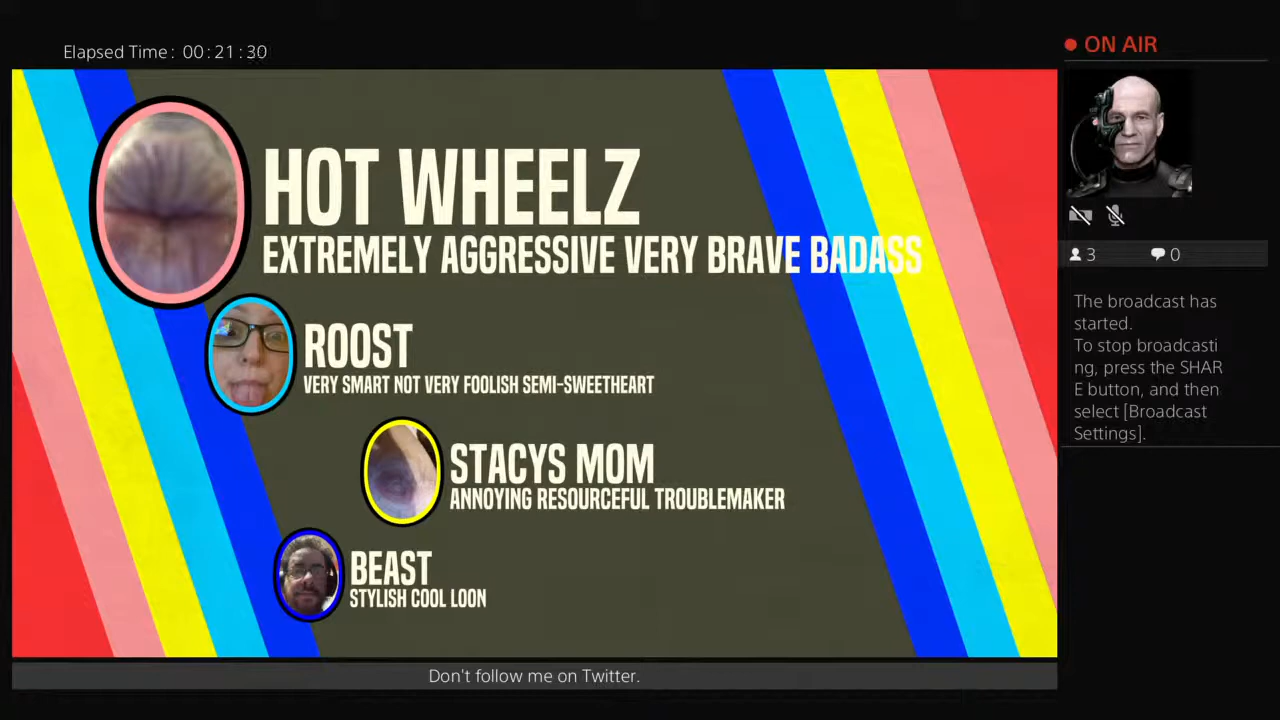 Elapsed Time: 00:21:30
ON AIR
HOT WHEELZ
EXTREMELY AGGRESSIVE VERY BRAVE BADASS
ROOST
VERY SMART NOT VERY FOOLISH SEMI-SWEETHEART
STACYS MOM
ANNOYING RESOURCEFUL TROUBLEMAKER
BEAST
STYLISH COOL LOON
Don't follow me on Twitter.
3 0
The broadcast has
started.
To stop broadcasti
ng, press the SHAR
E button, and then
select [Broadcast
Settings].